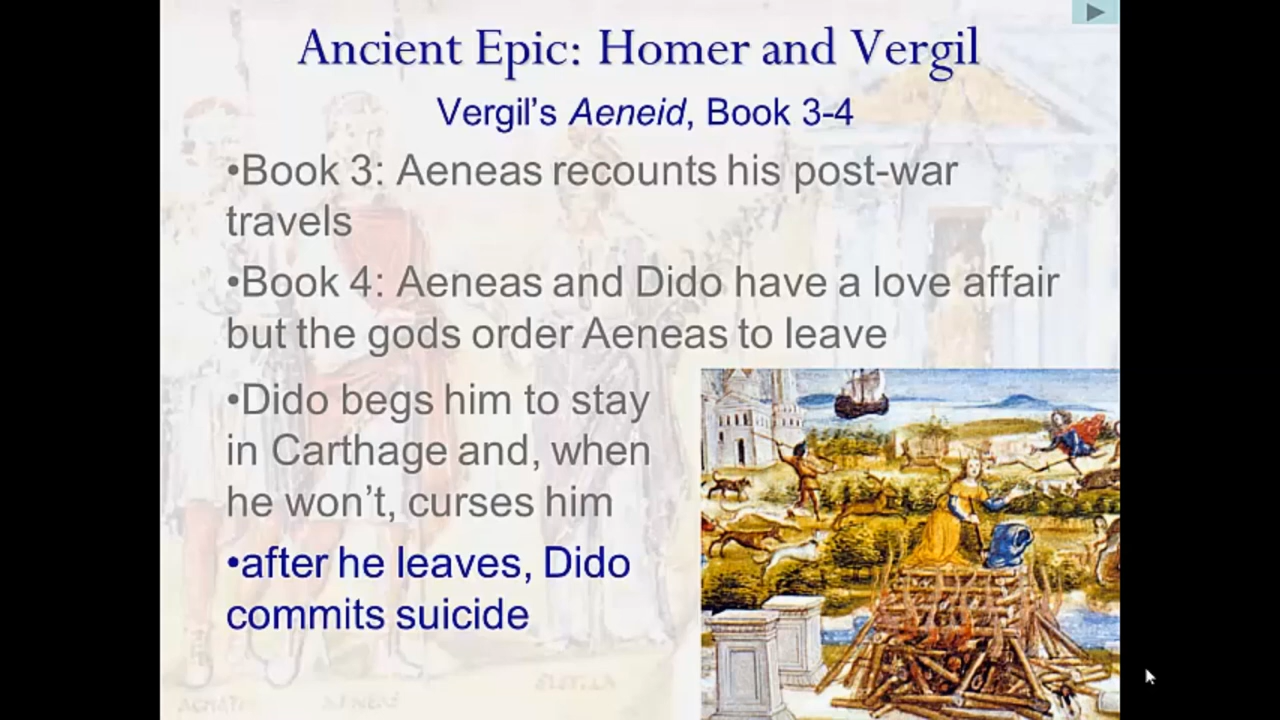 Ancient Epic: Homer and Vergil
Vergil's Aeneid, Book 3-4
•Book 3: Aeneas recounts his post-war
travels
•Book 4: Aeneas and Dido have a love affair
but the gods order Aeneas to leave
•Dido begs him to stay
in Carthage and, when
he won't, curses him
•after he leaves, Dido
commits suicide